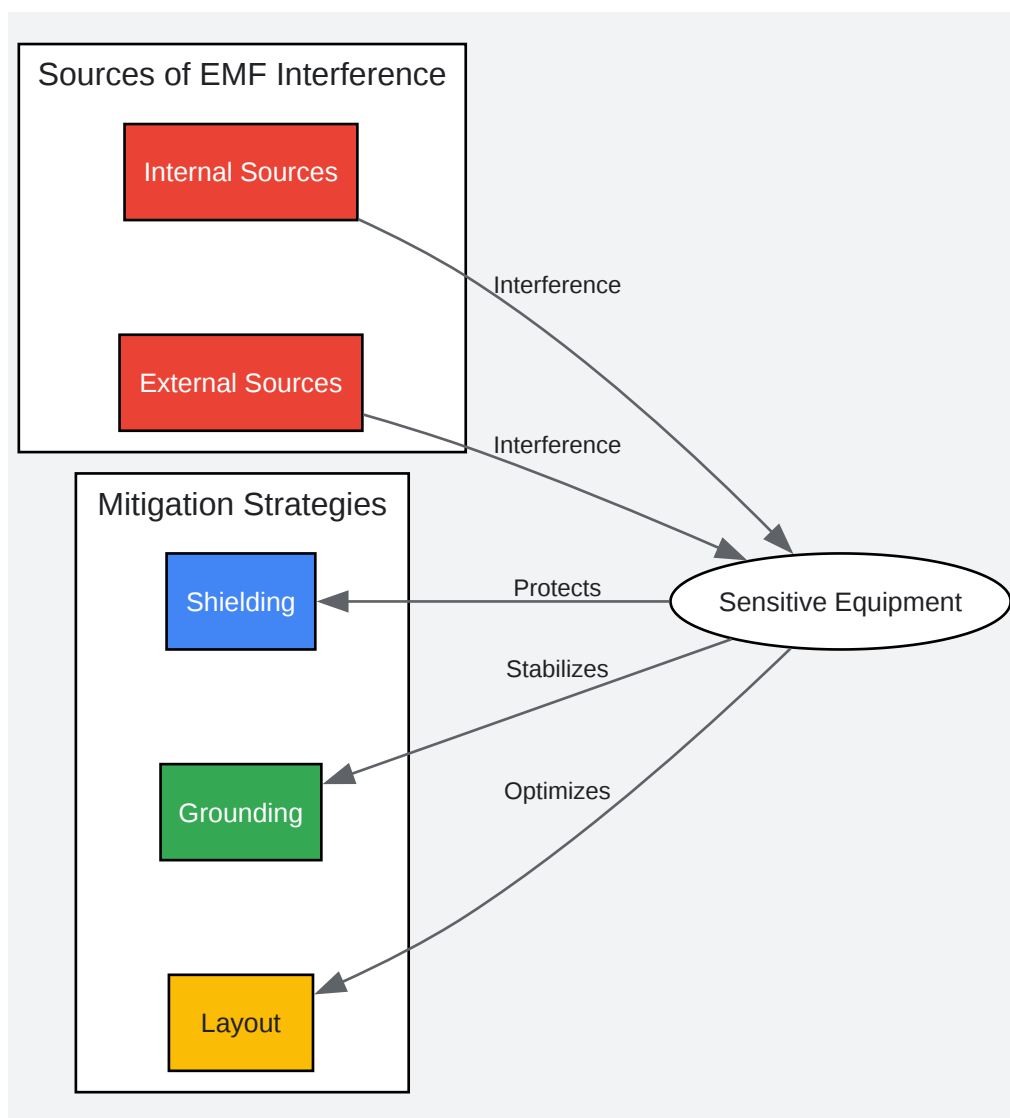 Sources of EMF Interference
Internal Sources
Interference
External Sources
Interference
Mitigation Strategies
Shielding
Protects
Sensitive Equipment
Stabilizes
Grounding
Optimizes
Layout